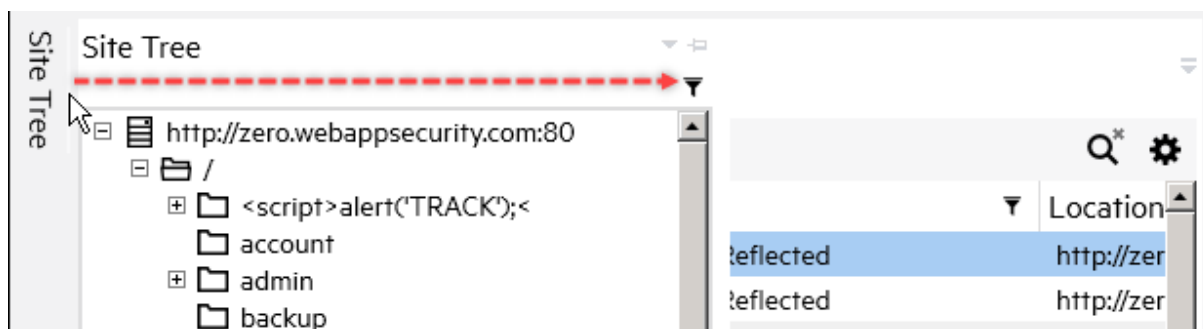 Site Tree
Site Tree
http://zero.webappsecurity.com:80
/
<script>alert('TRACK');<
account
admin
backup
Location
Reflected http://zer
Reflected http://zer